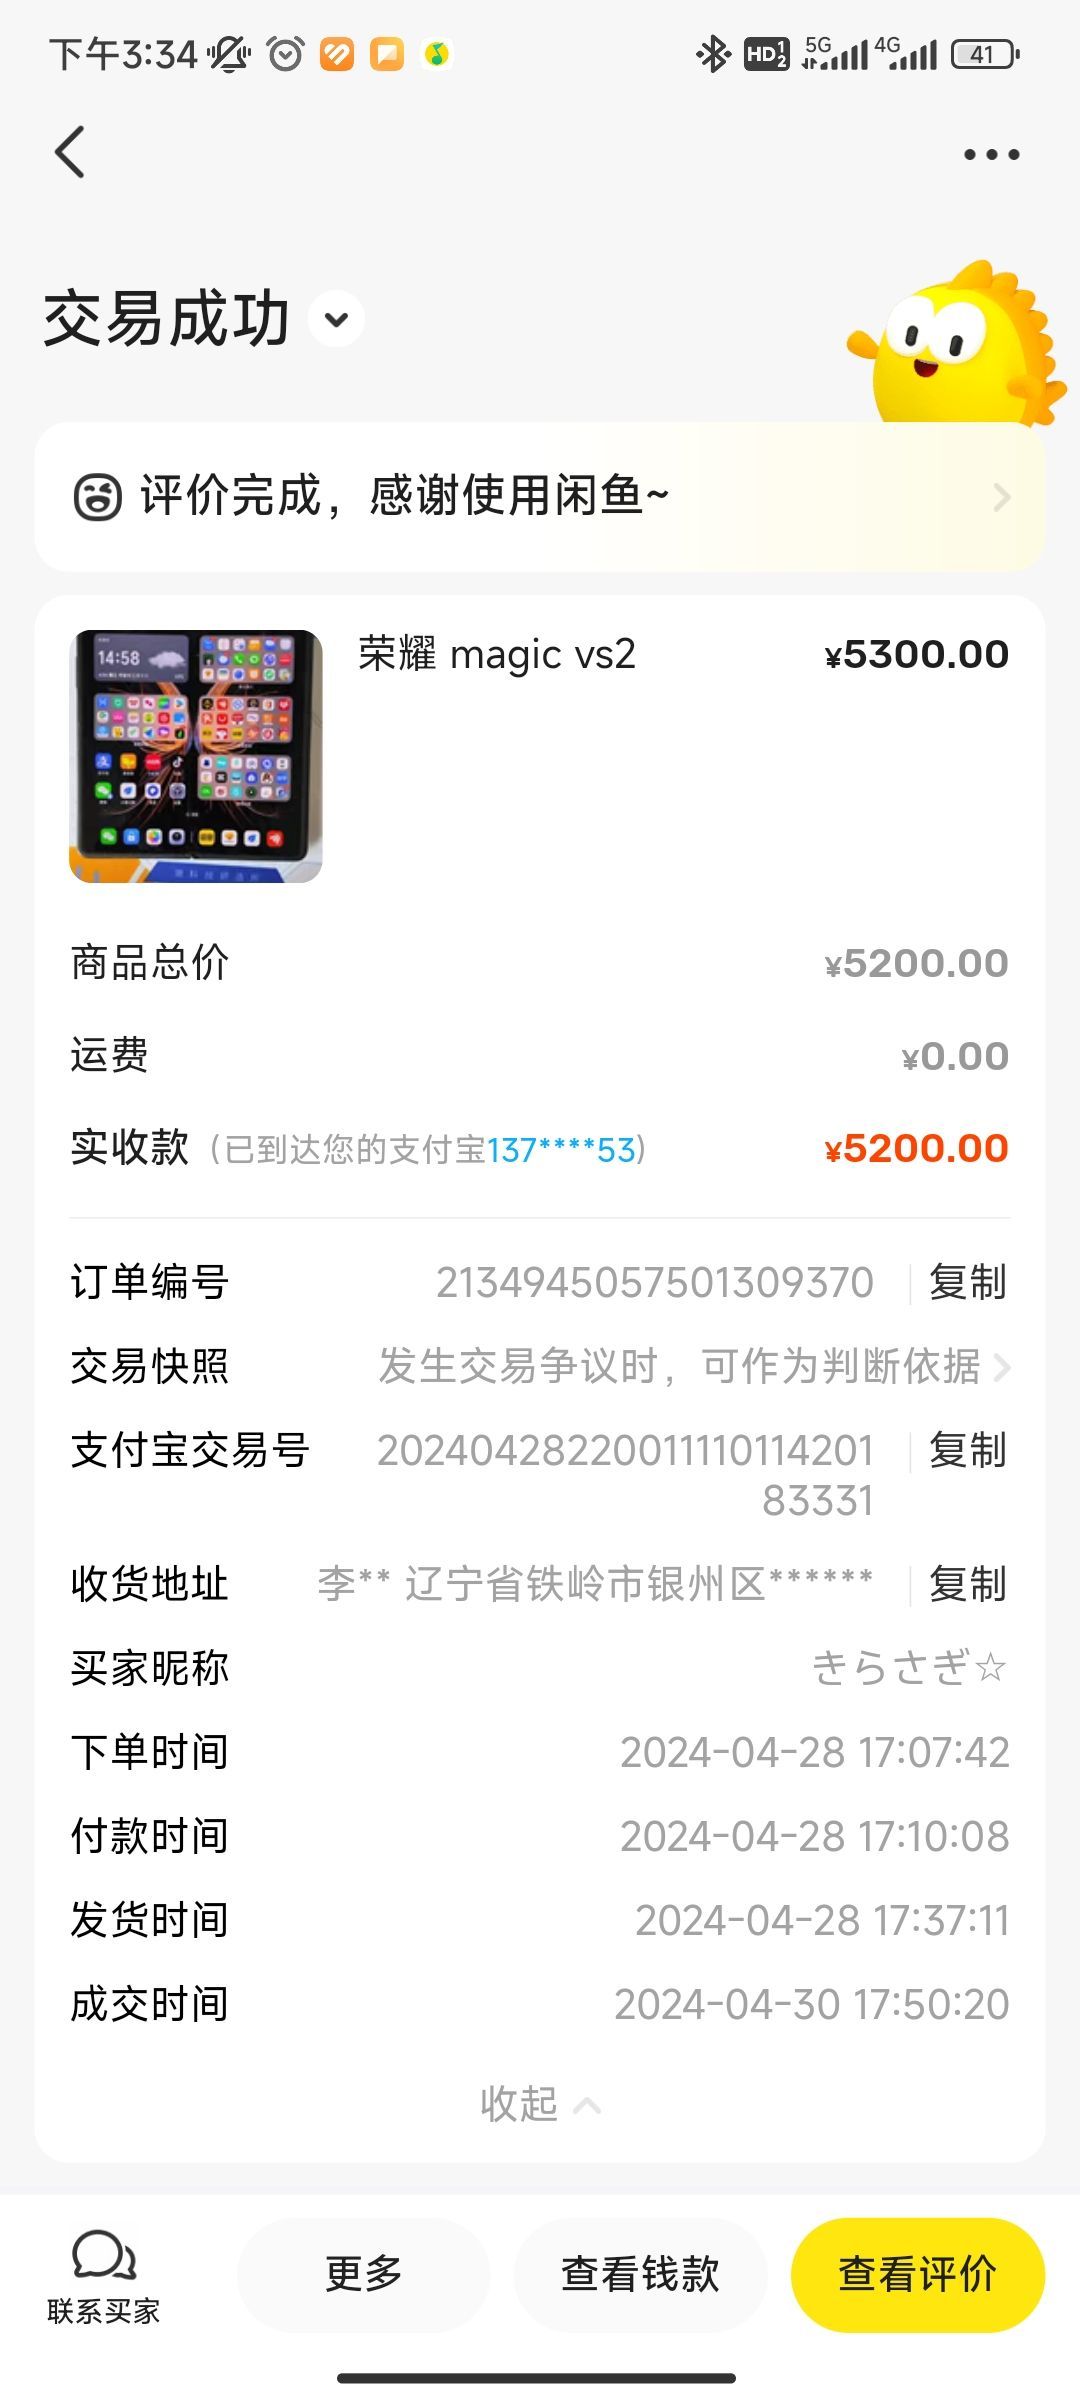 下午3:34
HD 1 2
5G
4G
41
交易成功
评价完成，感谢使用闲鱼~
14:58
荣耀 magic vs2
¥5300.00
商品总价
¥5200.00
运费
¥0.00
实收款（已到达您的支付宝137****53）
¥5200.00
订单编号
2134945057501309370
复制
交易快照
发生交易争议时，可作为判断依据
支付宝交易号
20240428220011110114201
83331
复制
收货地址
李** 辽宁省铁岭市银州区******
复制
买家昵称
きらさぎ☆
下单时间
2024-04-28 17:07:42
付款时间
2024-04-28 17:10:08
发货时间
2024-04-28 17:37:11
成交时间
2024-04-30 17:50:20
收起
联系买家
更多
查看钱款
查看评价